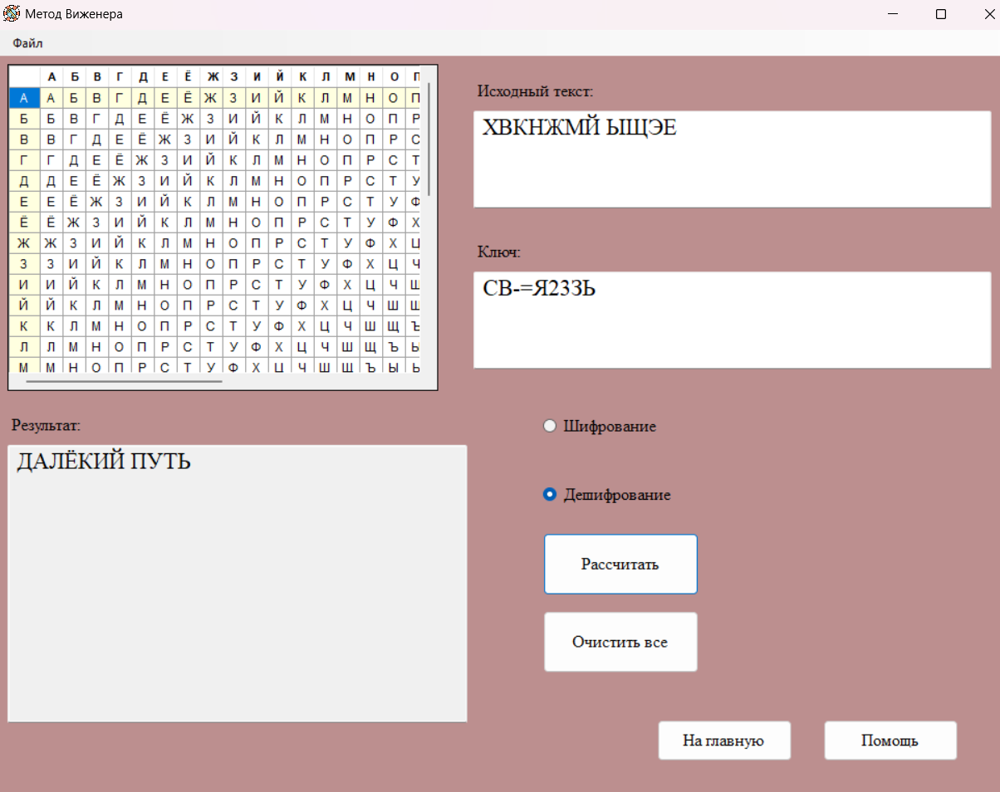 Метод Виженера
Файл
А Б В Г Д Е Ё Ж З И Й К Л М Н О П
А А Б В Г Д Е Ё Ж З И Й К Л М Н О П
Б Б В Г Д Е Ё Ж З И Й К Л М Н О П Р
В В Г Д Е Ё Ж З И Й К Л М Н О П Р С
Г Г Д Е Ё Ж З И Й К Л М Н О П Р С Т
Д Д Е Ё Ж З И Й К Л М Н О П Р С Т У
Е Е Ё Ж З И Й К Л М Н О П Р С Т У Ф
Ё Ё Ж З И Й К Л М Н О П Р С Т У Ф Х
Ж Ж З И Й К Л М Н О П Р С Т У Ф Х Ц
З З И Й К Л М Н О П Р С Т У Ф Х Ц Ч
И И Й К Л М Н О П Р С Т У Ф Х Ц Ч Ш
Й Й К Л М Н О П Р С Т У Ф Х Ц Ч Ш Щ
К К Л М Н О П Р С Т У Ф Х Ц Ч Ш Щ Ъ
Л Л М Н О П Р С Т У Ф Х Ц Ч Ш Щ Ъ Ы
М М Н О П Р С Т У Ф Х Ц Ч Ш Щ Ъ Ы Ь
Исходный текст:
ХВКНЖМЙ ЫЩЭЕ
Ключ:
СВ-=Я23ЗЬ
Результат:
ДАЛЁКИЙ ПУТЬ
Шифрование
Дешифрование
Рассчитать
Очистить все
На главную
Помощь